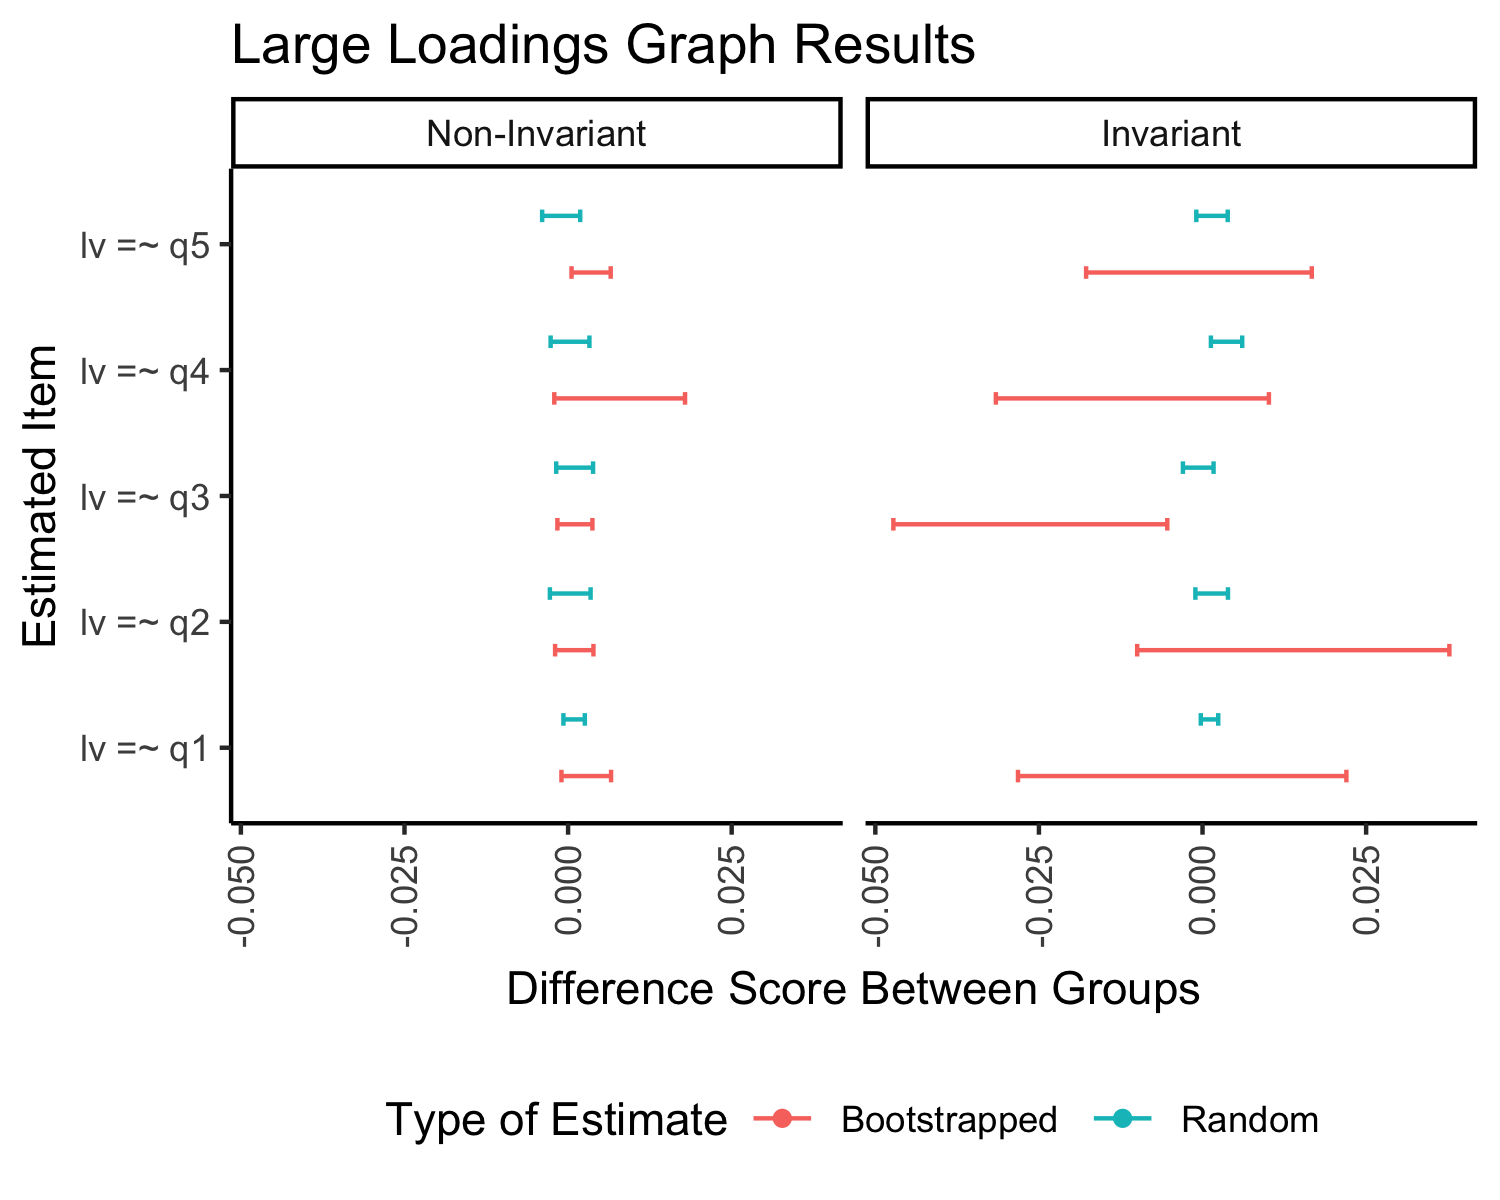 Large Loadings Graph Results
Non-Invariant
Invariant
Estimated Item
lv =~ q5
lv =~ q4
lv =~ q3
lv =~ q2
lv =~ q1
-0.050
-0.025
0.000
0.025
-0.050
-0.025
0.000
0.025
Difference Score Between Groups
Type of Estimate
Bootstrapped
Random